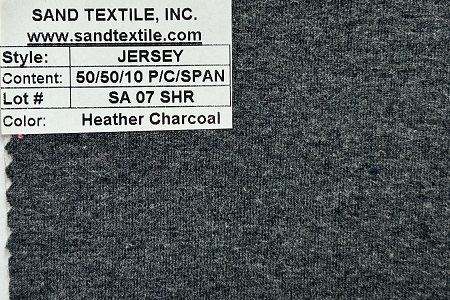 SAND TEXTILE, INC.
www.sandtextile.com
Style: JERSEY
Content: 50/50/10 P/C/SPAN
Lot # SA 07 SHR
Color: Heather Charcoal